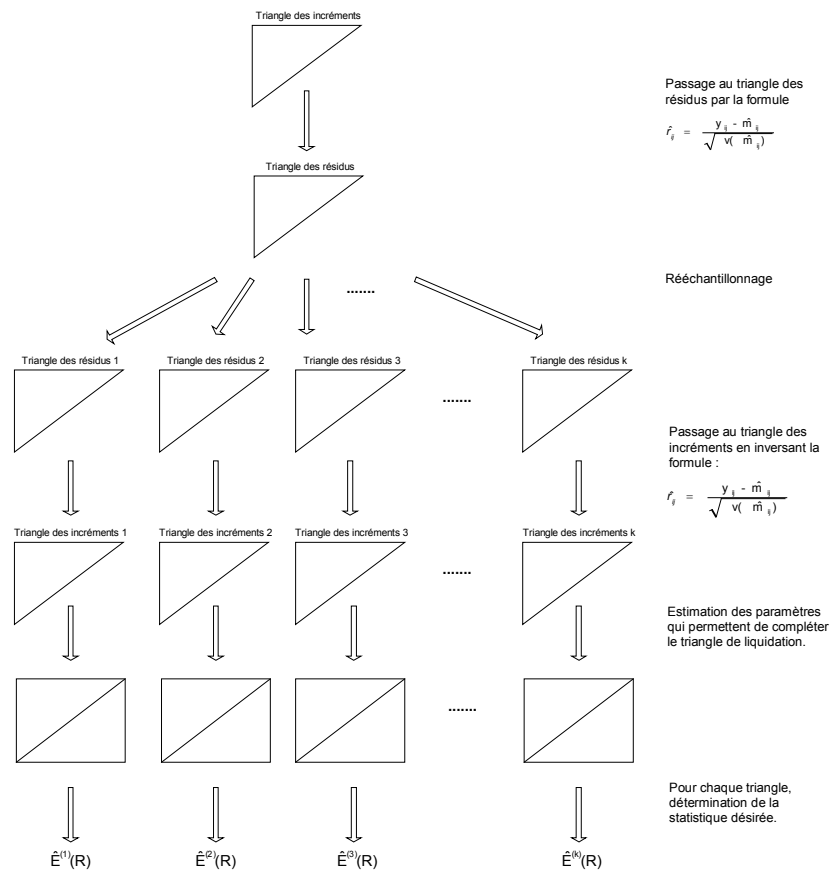 Triangle des incréments
Passage au triangle des
résidus par la formule
r̂ij = y ij - m̂ ij / √ v( m̂ ij )
Triangle des résidus
.......
Rééchantillonnage
Triangle des résidus 1
Triangle des résidus 2
Triangle des résidus 3
Triangle des résidus k
.......
Passage au triangle des
incréments en inversant la
formule :
r̂ij = y ij - m̂ ij / √ v( m̂ ij )
Triangle des incréments 1
Triangle des incréments 2
Triangle des incréments 3
Triangle des incréments k
.......
Estimation des paramètres
qui permettent de compléter
le triangle de liquidation.
.......
Pour chaque triangle,
détermination de la
statistique désirée.
Ê(1)(R)
Ê(2)(R)
Ê(3)(R)
Ê(k)(R)